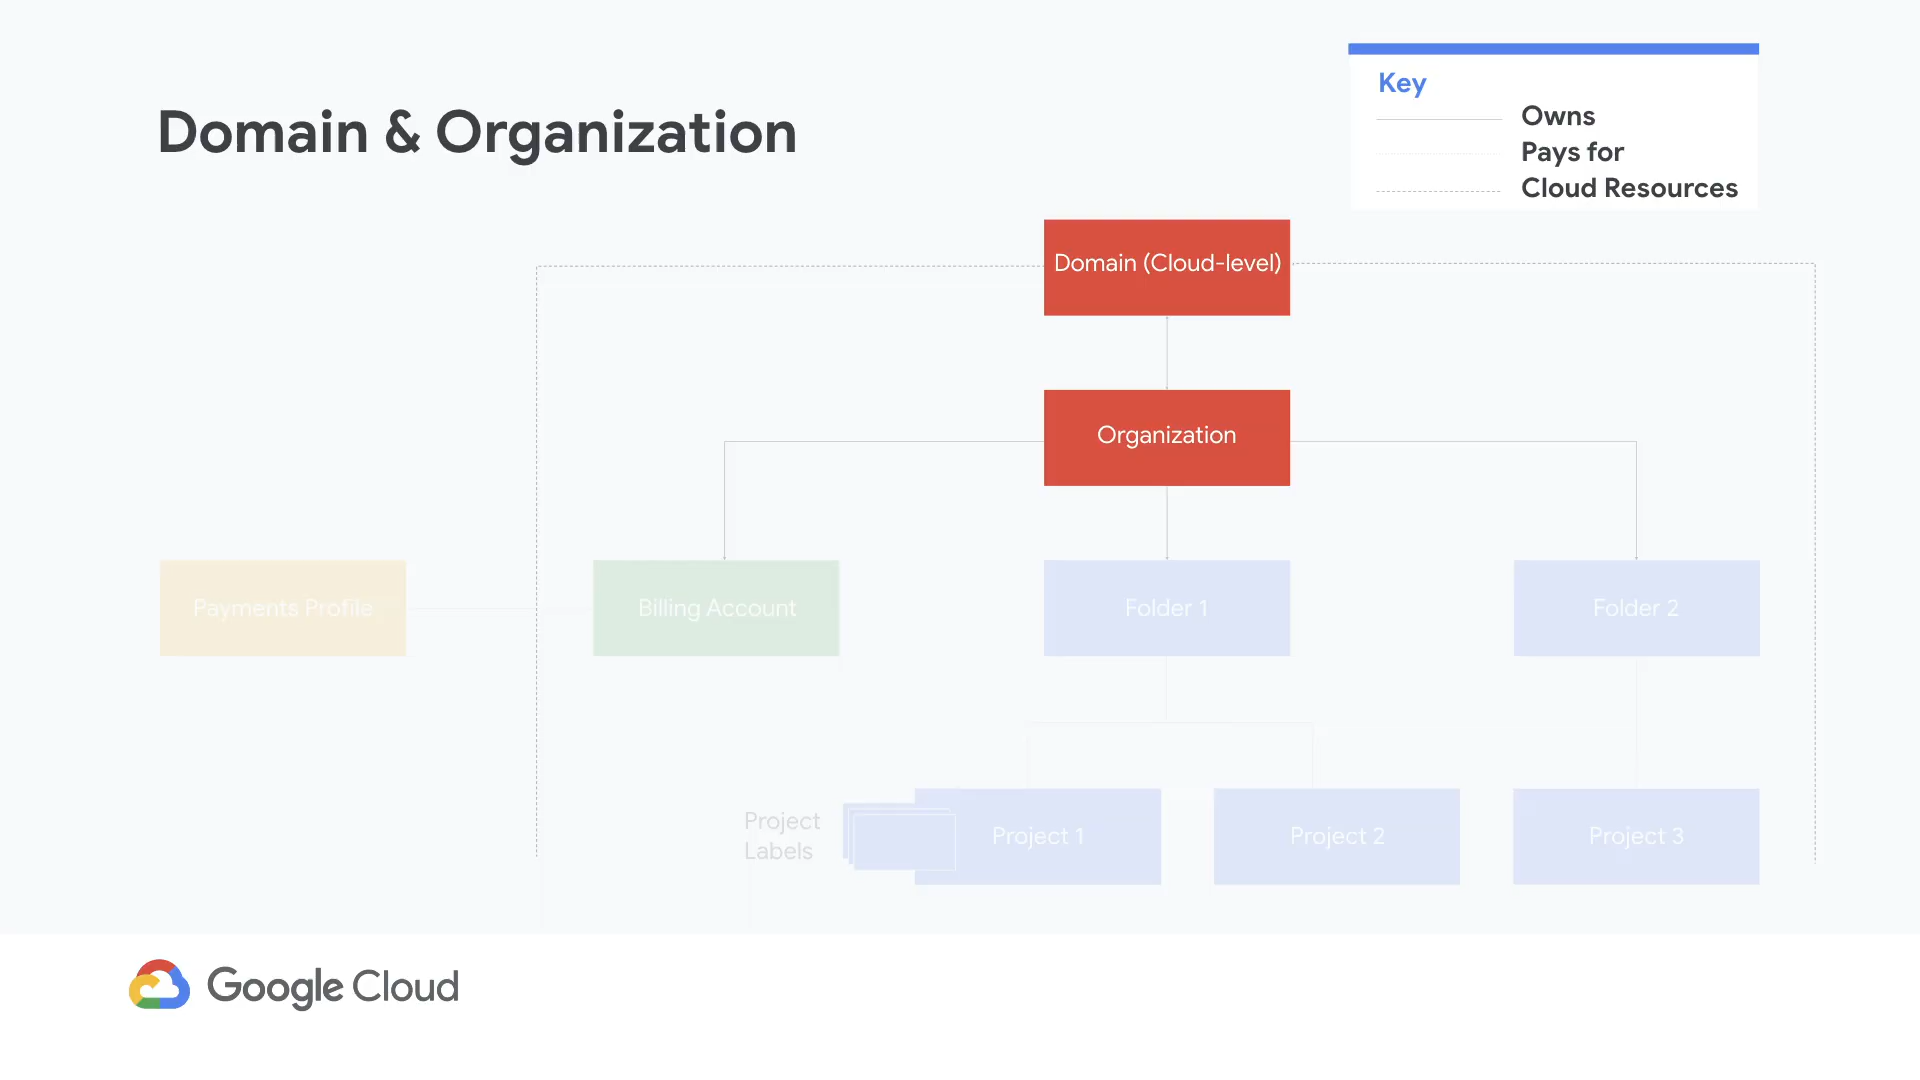 Domain & Organization
Key
Owns
Pays for
Cloud Resources
Domain (Cloud-level)
Organization
Payments Profile
Billing Account
Folder 1
Folder 2
Project
Labels
Project 1
Project 2
Project 3
Google Cloud